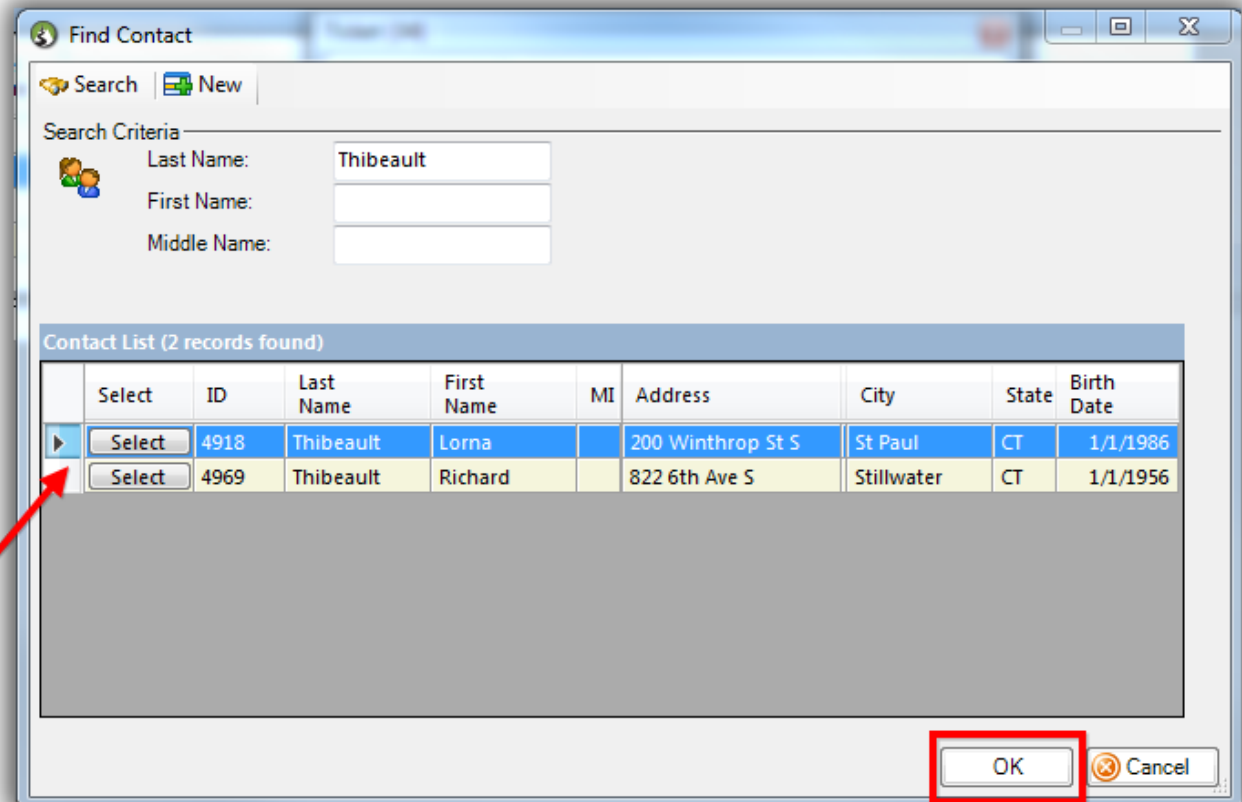 Find Contact
Search New
Search Criteria
Last Name: Thibeault
First Name:
Middle Name:
Contact List (2 records found)
Select ID Last Name First Name MI Address City State Birth Date
Select 4918 Thibeault Lorna 200 Winthrop St S St Paul CT 1/1/1986
Select 4969 Thibeault Richard 822 6th Ave S Stillwater CT 1/1/1956
OK Cancel